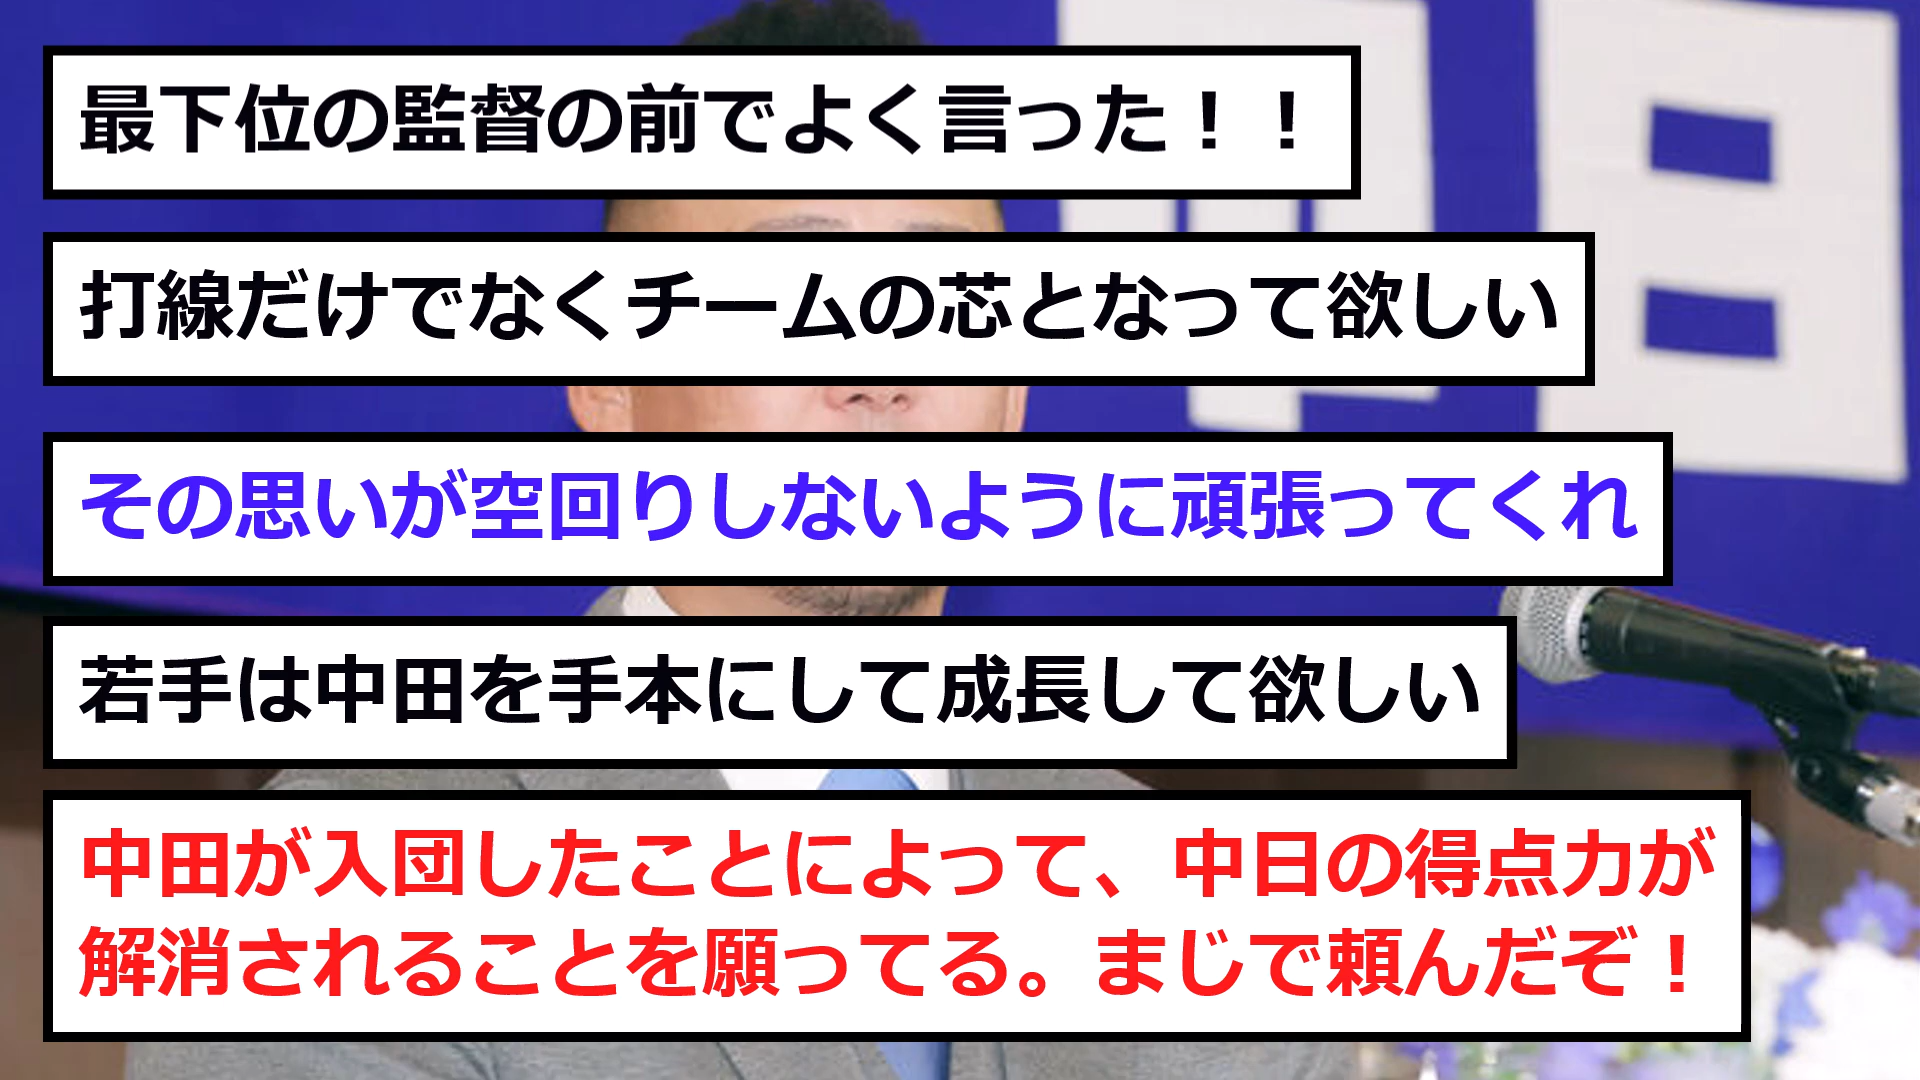 最下位の監督の前でよく言った！！
打線だけでなくチームの芯となって欲しい
その思いが空回りしないように頑張ってくれ
若手は中田を手本にして成長して欲しい
中田が入団したことによって、中日の得点力が
解消されることを願ってる。まじで頼んだぞ！